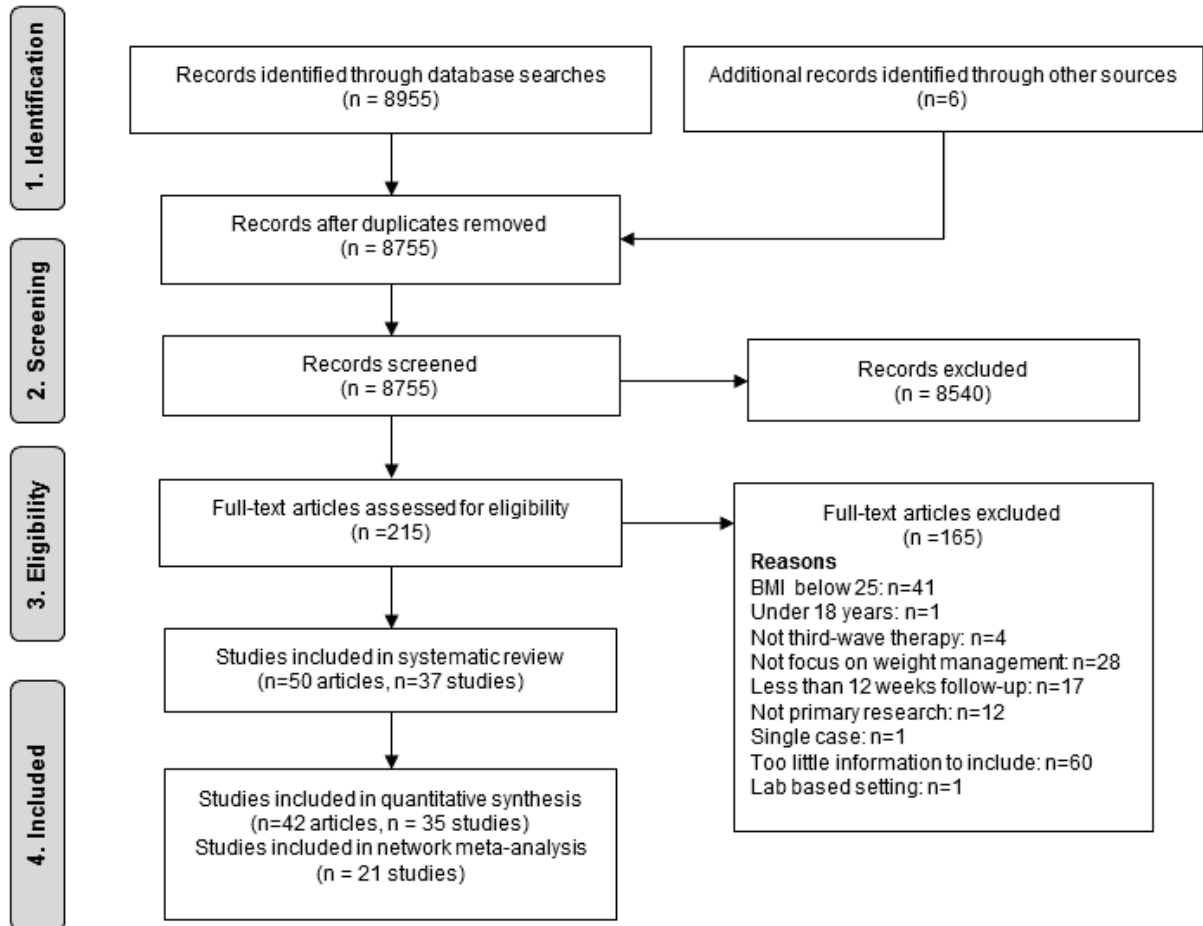 1. Identification
Records identified through database searches
(n = 8955)
Additional records identified through other sources
(n=6)
Records after duplicates removed
(n = 8755)
2. Screening
Records screened
(n = 8755)
Records excluded
(n = 8540)
3. Eligibility
Full-text articles assessed for eligibility
(n =215)
Full-text articles excluded
(n =165)
Reasons
BMI below 25: n=41
Under 18 years: n=1
Not third-wave therapy: n=4
Not focus on weight management: n=28
Less than 12 weeks follow-up: n=17
Not primary research: n=12
Single case: n=1
Too little information to include: n=60
Lab based setting: n=1
Studies included in systematic review
(n=50 articles, n=37 studies)
4. Included
Studies included in quantitative synthesis
(n=42 articles, n = 35 studies)
Studies included in network meta-analysis
(n = 21 studies)